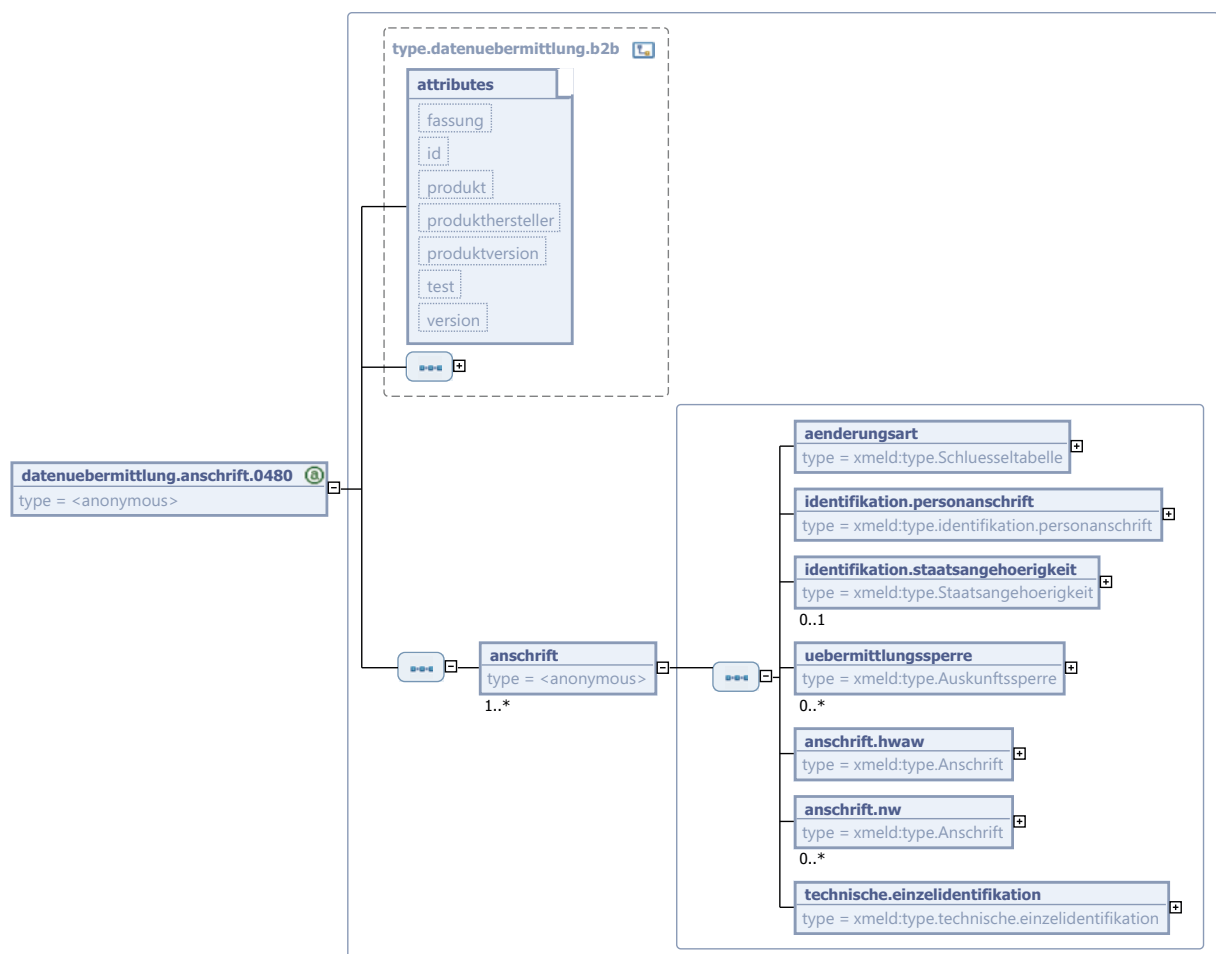 type.datenuebermittlung.b2b
attributes
fassung
id
produkt
produkthersteller
produktversion
test
version
datenuebermittlung.anschrift.0480
type = <anonymous>
anschrift
type = <anonymous>
1..*
aenderungsart
type = xmeld:type.Schluesseltabelle
identifikation.personanschrift
type = xmeld:type.identifikation.personanschrift
identifikation.staatsangehoerigkeit
type = xmeld:type.Staatsangehoerigkeit
0..1
uebermittlungssperre
type = xmeld:type.Auskunftssperre
0..*
anschrift.hwaw
type = xmeld:type.Anschrift
anschrift.nw
type = xmeld:type.Anschrift
0..*
technische.einzelidentifikation
type = xmeld:type.technische.einzelidentifikation